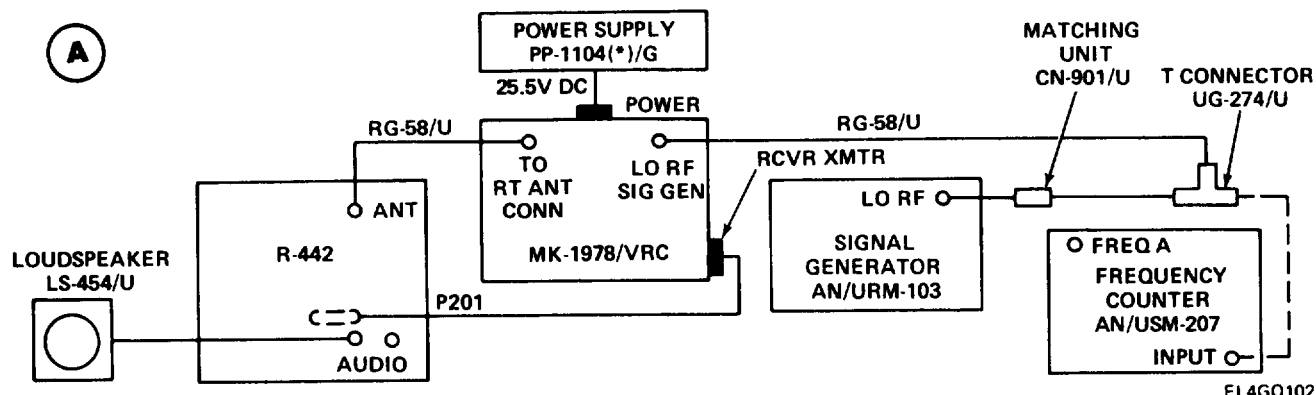 A
POWER SUPPLY
PP-1104(*)/G
25.5V DC
POWER
MATCHING
UNIT
CN-901/U
T CONNECTOR
UG-274/U
RG-58/U
RG-58/U
TO
RT ANT
CONN
LO RF
SIG GEN
RCVR XMTR
MK-1978/VRC
ANT
R-442
LOUDSPEAKER
LS-454/U
P201
AUDIO
LO RF
SIGNAL
GENERATOR
AN/URM-103
FREQ A
FREQUENCY
COUNTER
AN/USM-207
INPUT
EL4GO102